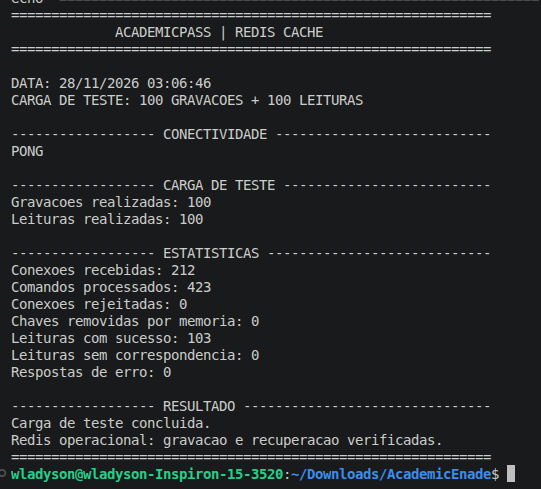 echo
============================================================
ACADEMICPASS | REDIS CACHE
============================================================
DATA: 28/11/2026 03:06:46
CARGA DE TESTE: 100 GRAVACOES + 100 LEITURAS
------------------ CONECTIVIDADE ---------------------------
PONG
------------------ CARGA DE TESTE --------------------------
Gravacoes realizadas: 100
Leituras realizadas: 100
------------------ ESTATISTICAS ----------------------------
Conexoes recebidas: 212
Comandos processados: 423
Conexoes rejeitadas: 0
Chaves removidas por memoria: 0
Leituras com sucesso: 103
Leituras sem correspondencia: 0
Respostas de erro: 0
------------------ RESULTADO -------------------------------
Carga de teste concluida.
Redis operacional: gravacao e recuperacao verificadas.
============================================================
wladyson@wladyson-Inspiron-15-3520:~/Downloads/AcademicEnade$